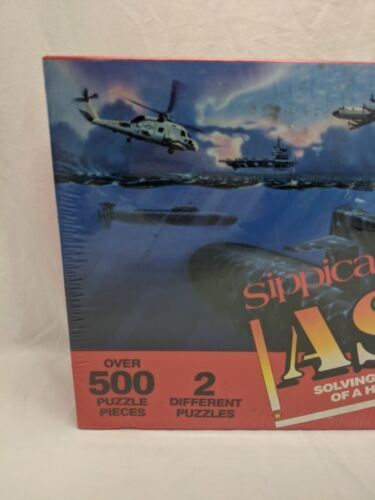 Sippica
AS
SOLVING
OF A H
OVER
500
PUZZLE
PIECES
2
DIFFERENT
PUZZLES